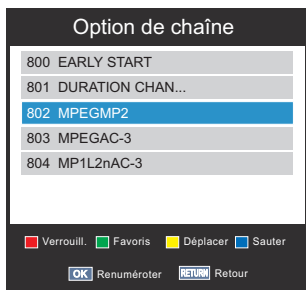 Option de chaîne
800 EARLY START
801 DURATION CHAN...
802 MPEGMP2
803 MPEGAC-3
804 MP1L2nAC-3
Verrouill. Favoris Déplacer Sauter
OK Renuméroter RETURN Retour